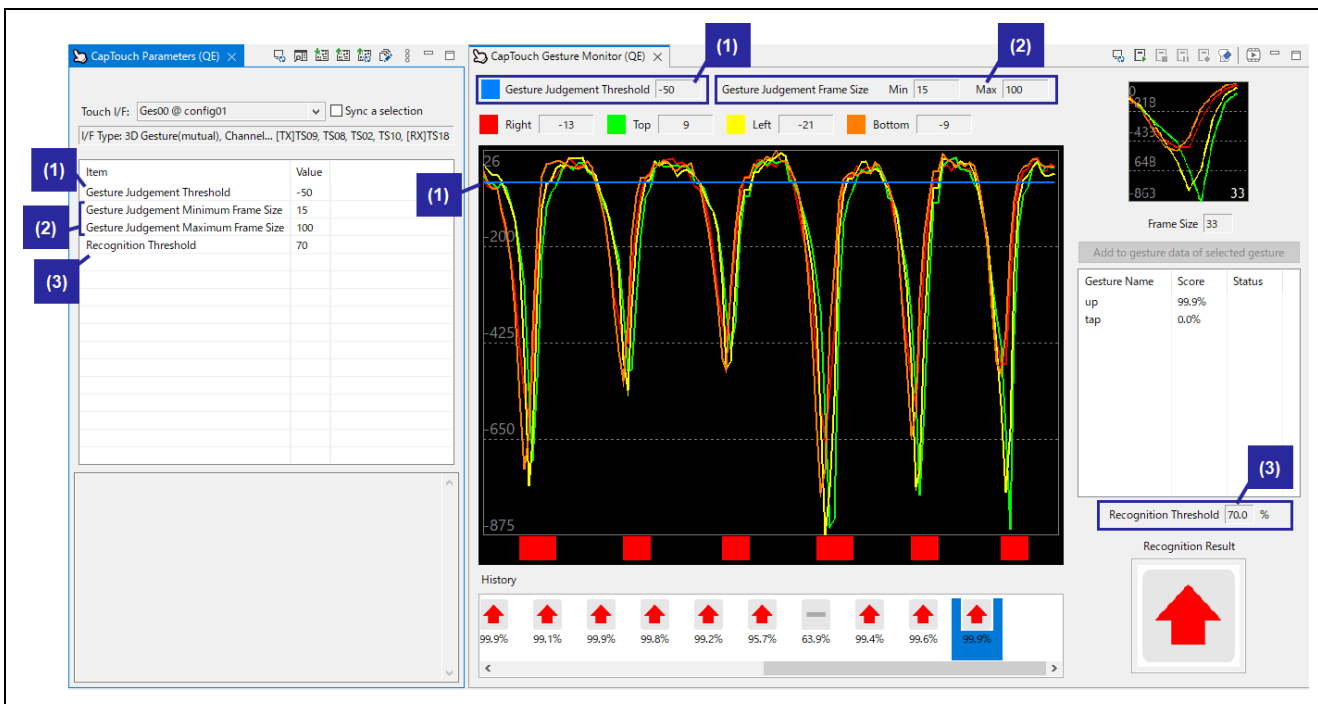 CapTouch Parameters (QE)
Touch I/F: Ges00 @ config01 Sync a selection
I/F Type: 3D Gesture(mutual), Channel... [TX]TS09, TS08, TS02, TS10, [RX]TS18
Item Value
(1)
Gesture Judgement Threshold -50
(2)
Gesture Judgement Minimum Frame Size 15
Gesture Judgement Maximum Frame Size 100
Recognition Threshold 70
(3)
CapTouch Gesture Monitor (QE)
(1)
(2)
Gesture Judgement Threshold -50
Gesture Judgement Frame Size Min 15 Max 100
Right -13 Top 9 Left -21 Bottom -9
(1)
26
-200
-425
-650
-875
History
99.9% 99.1% 99.9% 99.8% 99.2% 95.7% 63.9% 99.4% 99.6% 99.9%
0
-218
-433
-648
-863
33
Frame Size 33
Add to gesture data of selected gesture
Gesture Name Score Status
up 99.9%
tap 0.0%
(3)
Recognition Threshold 70.0 %
Recognition Result